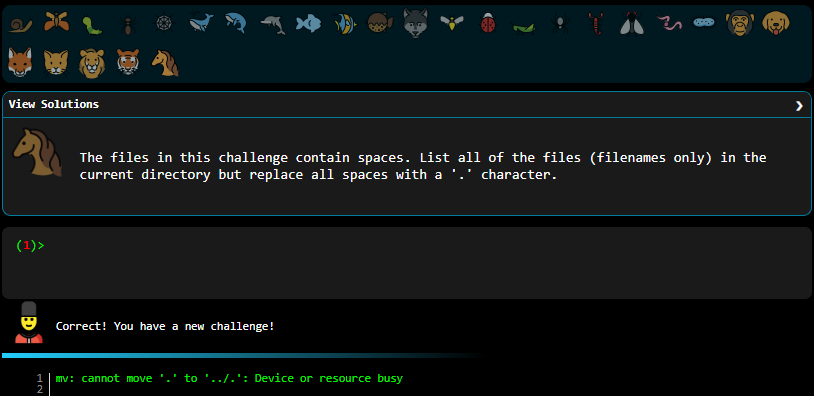 View Solutions ❯
The files in this challenge contain spaces. List all of the files (filenames only) in the
current directory but replace all spaces with a '.' character.
(1)>
Correct! You have a new challenge!
1 mv: cannot move '.' to '../.': Device or resource busy
2